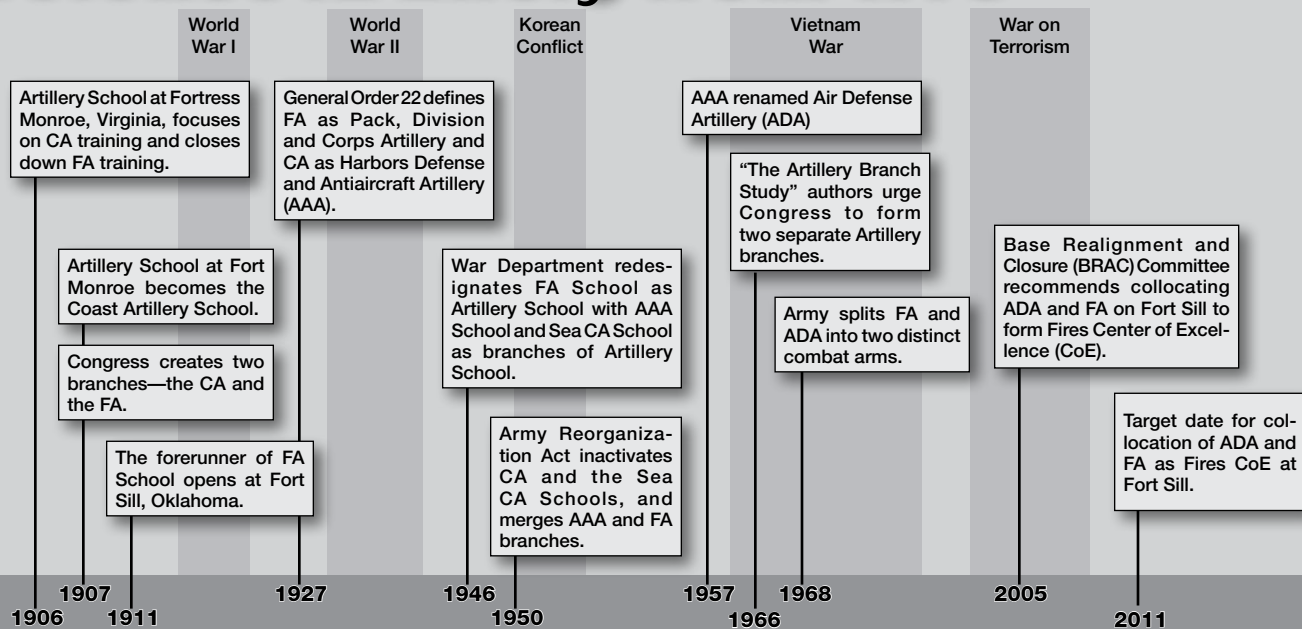 World
War I
World
War II
Korean
Conflict
Vietnam
War
War on
Terrorism
Artillery School at Fortress
Monroe, Virginia, focuses
on CA training and closes
down FA training.
Artillery School at Fort
Monroe becomes the
Coast Artillery School.
Congress creates two
branches—the CA and
the FA.
The forerunner of FA
School opens at Fort
Sill, Oklahoma.
General Order 22 defines
FA as Pack, Division
and Corps Artillery and
CA as Harbors Defense
and Antiaircraft Artillery
(AAA).
War Department redes-
ignates FA School as
Artillery School with AAA
School and Sea CA School
as branches of Artillery
School.
Army Reorganiza-
tion Act inactivates
CA and the Sea
CA Schools, and
merges AAA and FA
branches.
AAA renamed Air Defense
Artillery (ADA)
“The Artillery Branch
Study” authors urge
Congress to form
two separate Artillery
branches.
Army splits FA and
ADA into two distinct
combat arms.
Base Realignment and
Closure (BRAC) Committee
recommends collocating
ADA and FA on Fort Sill to
form Fires Center of Excel-
lence (CoE).
Target date for col-
location of ADA and
FA as Fires CoE at
Fort Sill.
1906
1907
1911
1927
1946
1950
1957
1966
1968
2005
2011